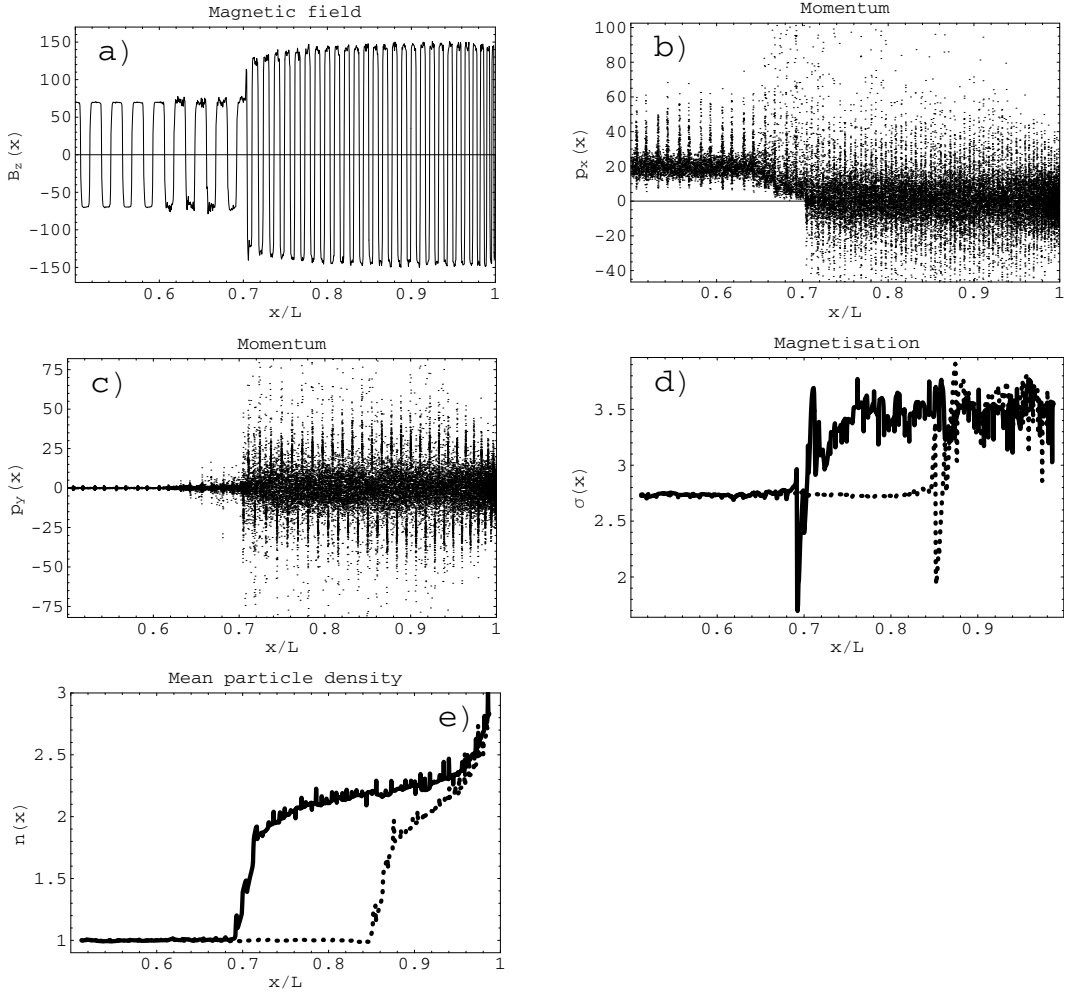 Magnetic field
a)
150
100
50
0
-50
-100
-150
B_z(x)
0.6 0.7 0.8 0.9 1
x/L
Momentum
b)
100
80
60
40
20
0
-20
-40
p_x(x)
0.6 0.7 0.8 0.9 1
x/L
Momentum
c)
75
50
25
0
-25
-50
-75
p_y(x)
0.6 0.7 0.8 0.9 1
x/L
Magnetisation
d)
3.5
3
2.5
2
σ(x)
0.6 0.7 0.8 0.9
x/L
Mean particle density
e)
3
2.5
2
1.5
1
n(x)
0.6 0.7 0.8 0.9 1
x/L